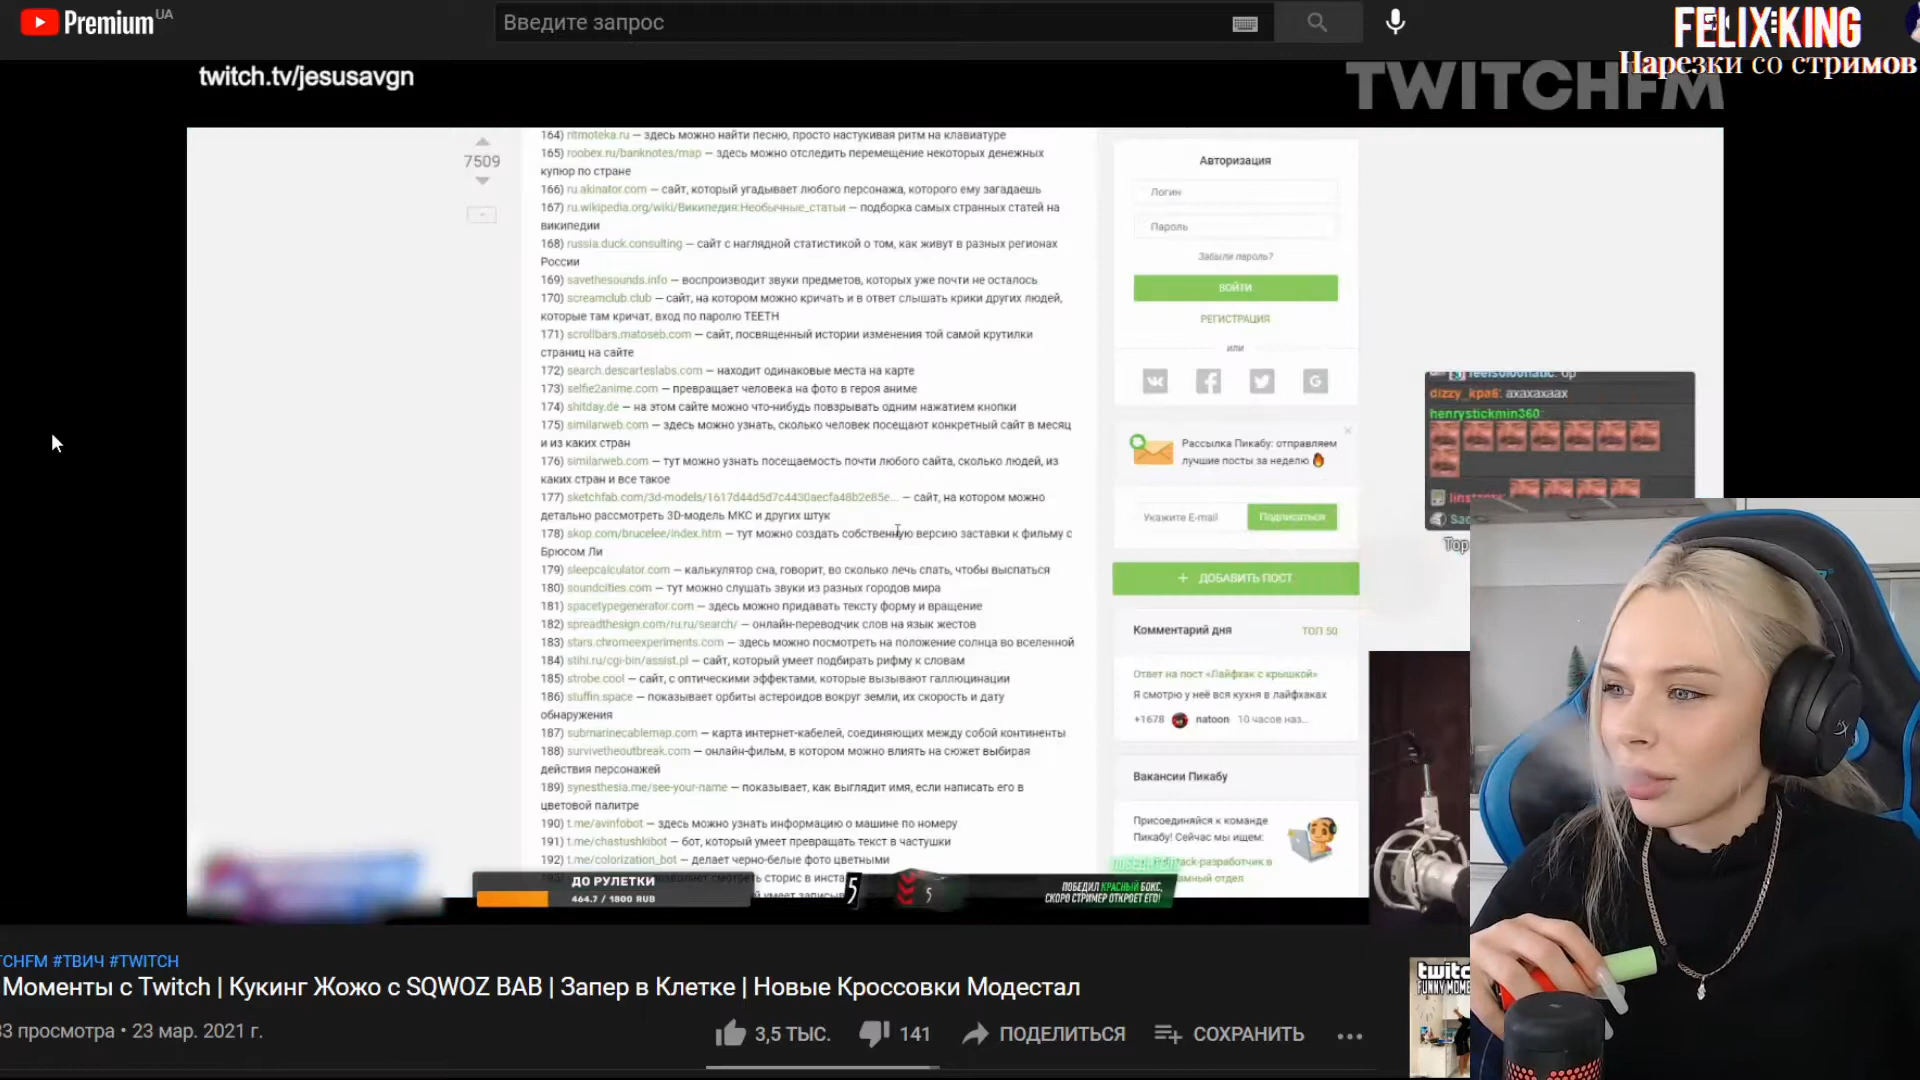 Premium UA
Введите запрос
FELIX KING
Нарезки со стримов
twitch.tv/jesusavgn
TWITCHFM
7509
164) ritmoteka.ru — здесь можно найти песню, просто настукивая ритм на клавиатуре
165) roobex.ru/banknotes/map — здесь можно отследить перемещение некоторых денежных
купюр по стране
166) ru.akinator.com — сайт, который угадывает любого персонажа, которого ему загадаешь
167) ru.wikipedia.org/wiki/Википедия:Необычные_статьи — подборка самых странных статей на
википедии
168) russia.duck.consulting — сайт с наглядной статистикой о том, как живут в разных регионах
России
169) savethesounds.info — воспроизводит звуки предметов, которых уже почти не осталось
170) screamclub.club — сайт, на котором можно кричать и в ответ слышать крики других людей,
которые там кричат, вход по паролю TEETH
171) scrollbars.matoseb.com — сайт, посвященный истории изменения той самой крутилки
страниц на сайте
172) search.descarteslabs.com — находит одинаковые места на карте
173) selfie2anime.com — превращает человека на фото в героя аниме
174) shitday.de — на этом сайте можно что-нибудь повзрывать одним нажатием кнопки
175) similarweb.com — здесь можно узнать, сколько человек посещают конкретный сайт в месяц
и из каких стран
176) similarweb.com — тут можно узнать посещаемость почти любого сайта, сколько людей, из
каких стран и все такое
177) sketchfab.com/3d-models/1617d44d5d7c4430aecfa48b2e85e... — сайт, на котором можно
детально рассмотреть 3D-модель МКС и других штук
178) skop.com/brucelee/index.htm — тут можно создать собственную версию заставки к фильму с
Брюсом Ли
179) sleepcalculator.com — калькулятор сна, говорит, во сколько лечь спать, чтобы выспаться
180) soundcities.com — тут можно слушать звуки из разных городов мира
181) spacetypegenerator.com — здесь можно придавать тексту форму и вращение
182) spreadthesign.com/ru.ru/search/ — онлайн-переводчик слов на язык жестов
183) stars.chromeexperiments.com — здесь можно посмотреть на положение солнца во вселенной
184) stihi.ru/cgi-bin/assist.pl — сайт, который умеет подбирать рифму к словам
185) strobe.cool — сайт, с оптическими эффектами, которые вызывают галлюцинации
186) stuffin.space — показывает орбиты астероидов вокруг земли, их скорость и дату
обнаружения
187) submarinecablemap.com — карта интернет-кабелей, соединяющих между собой континенты
188) survivetheoutbreak.com — онлайн-фильм, в котором можно влиять на сюжет выбирая
действия персонажей
189) synesthesia.me/see-your-name — показывает, как выглядит имя, если написать его в
цветовой палитре
190) t.me/avinfobot — здесь можно узнать информацию о машине по номеру
191) t.me/chastushkibot — бот, который умеет превращать текст в частушки
192) t.me/colorization_bot — делает черно-белые фото цветными
смотреть сторис в инста
умеет
Авторизация
Логин
Пароль
Забыли пароль?
ВОЙТИ
РЕГИСТРАЦИЯ
или
Рассылка Пикабу: отправляем
лучшие посты за неделю
Укажите E-mail
Подписаться
+ ДОБАВИТЬ ПОСТ
Комментарий дня
ТОП 50
Ответ на пост «Лайфхак с крышкой»
Я смотрю у неё вся кухня в лайфхаках
+1678 natoon 10 часов наз...
Вакансии Пикабу
Присоединяйся к команде
Пикабу! Сейчас мы ищем:
разработчик в
отдел
dizzy_kpa6: ахахахаах
henrystickmin360:
Top
ДО РУЛЕТКИ
464.7 / 1800 RUB
5
5
ПОБЕДИЛ КРАСНЫЙ БОКС,
СКОРО СТРИМЕР ОТКРОЕТ ЕГО!
TCHFM #ТВИЧ #TWITCH
Моменты с Twitch | Кукинг Жожо с SQWOZ BAB | Запер в Клетке | Новые Кроссовки Модестал
33 просмотра • 23 мар. 2021 г.
3,5 ТЫС.
141
ПОДЕЛИТЬСЯ
СОХРАНИТЬ
twitc
FUNNY MOME